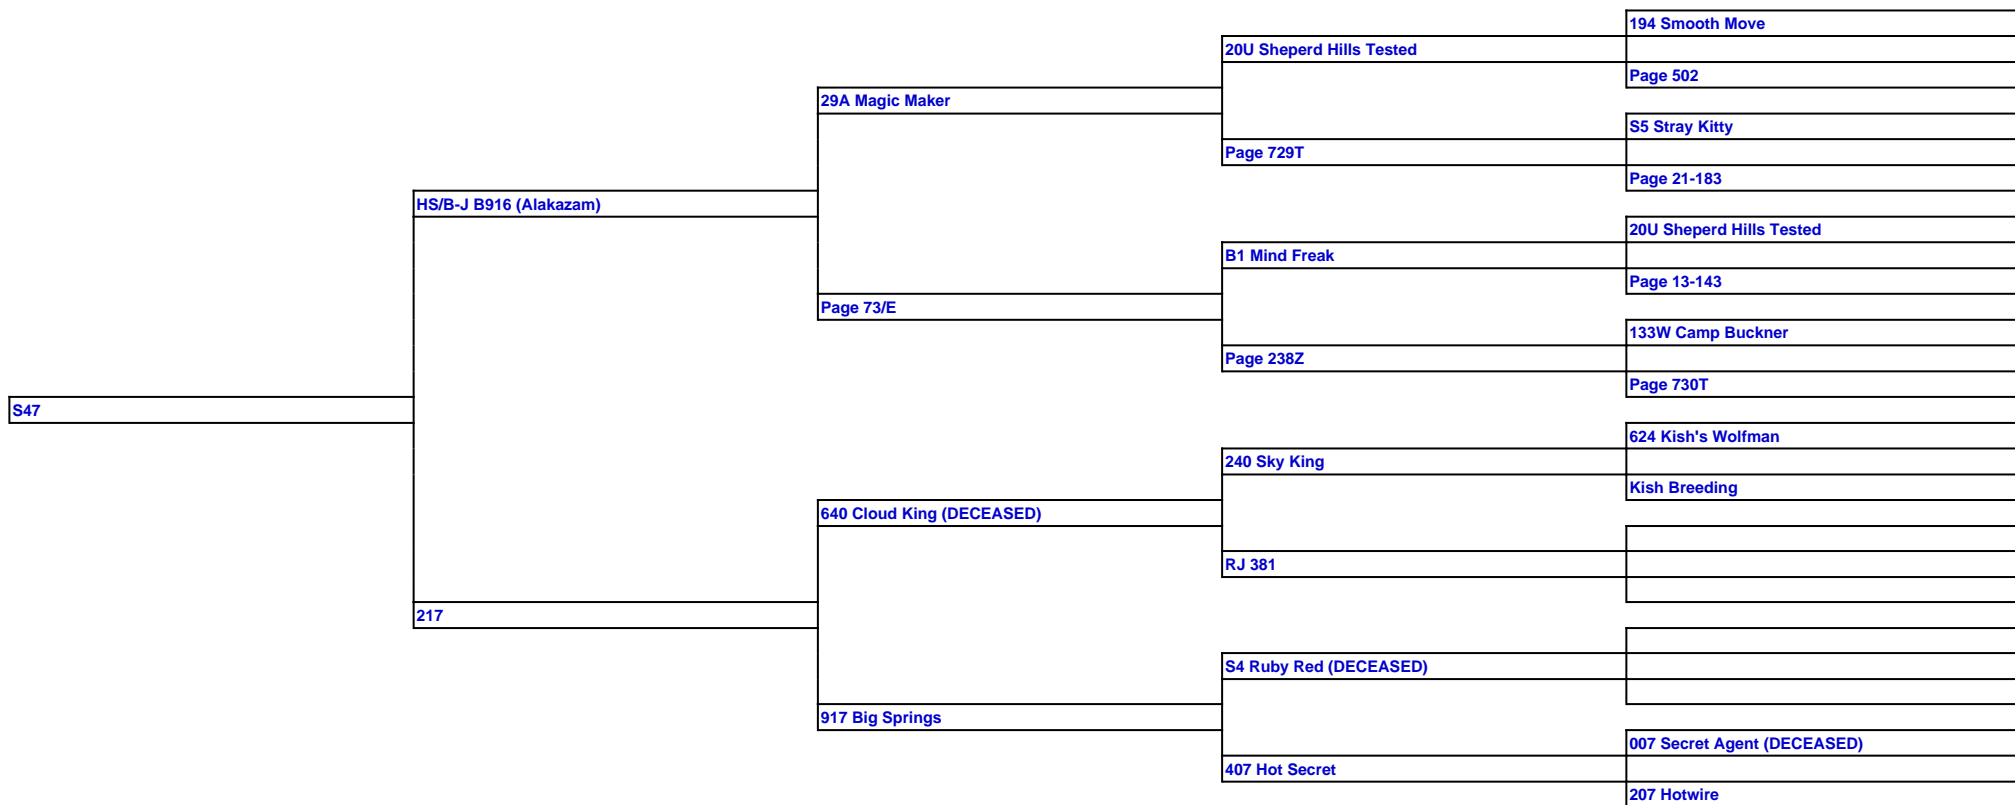 194 Smooth Move
20U Sheperd Hills Tested
Page 502
29A Magic Maker
S5 Stray Kitty
Page 729T
Page 21-183
HS/B-J B916 (Alakazam)
20U Sheperd Hills Tested
B1 Mind Freak
Page 13-143
Page 73/E
133W Camp Buckner
Page 238Z
Page 730T
S47
624 Kish's Wolfman
240 Sky King
Kish Breeding
640 Cloud King (DECEASED)
RJ 381
217
S4 Ruby Red (DECEASED)
917 Big Springs
007 Secret Agent (DECEASED)
407 Hot Secret
207 Hotwire